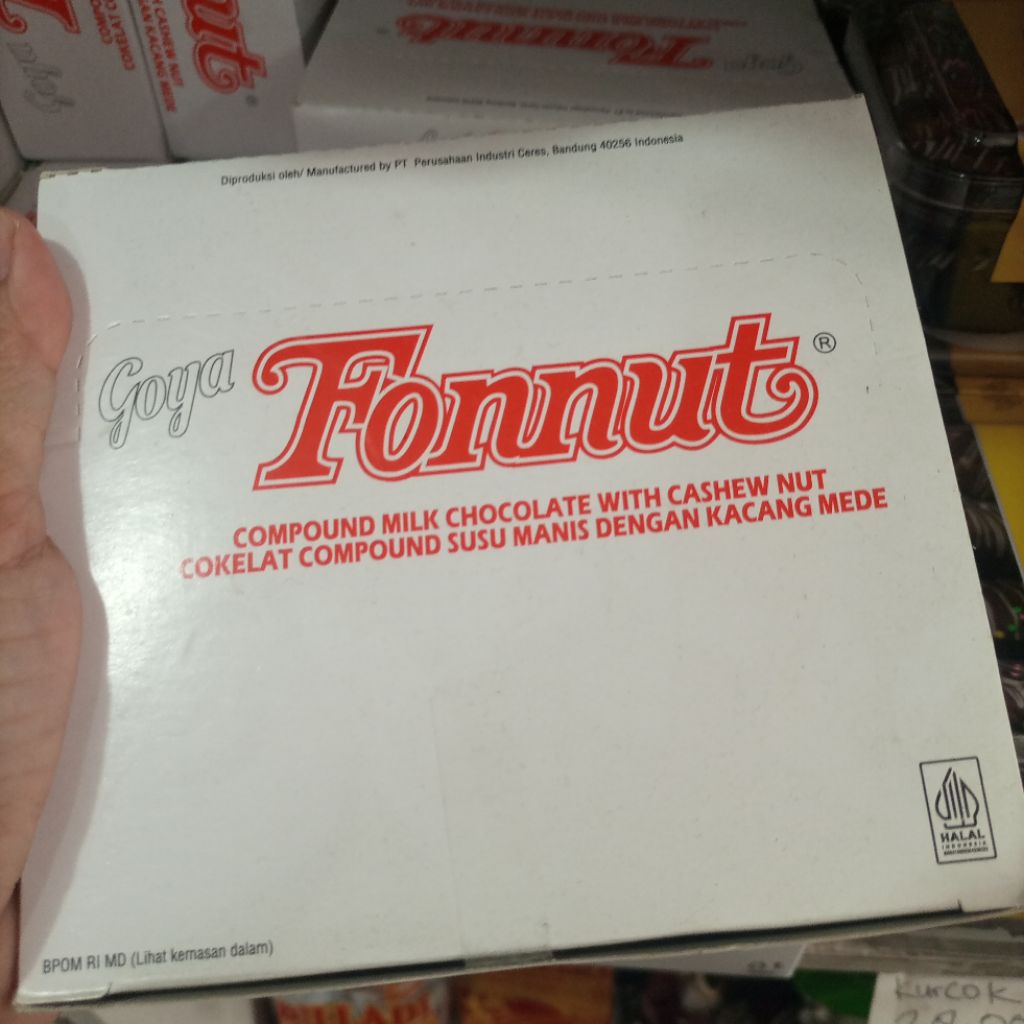 Diproduksi oleh/ Manufactured by PT Perusahaan Industri Ceres, Bandung 40256 Indonesia
Goya Fonnut ®
COMPOUND MILK CHOCOLATE WITH CASHEW NUT
COKELAT COMPOUND SUSU MANIS DENGAN KACANG MEDE
HALAL
INDONESIA
BPOM RI MD (Lihat kemasan dalam)
Kurcok